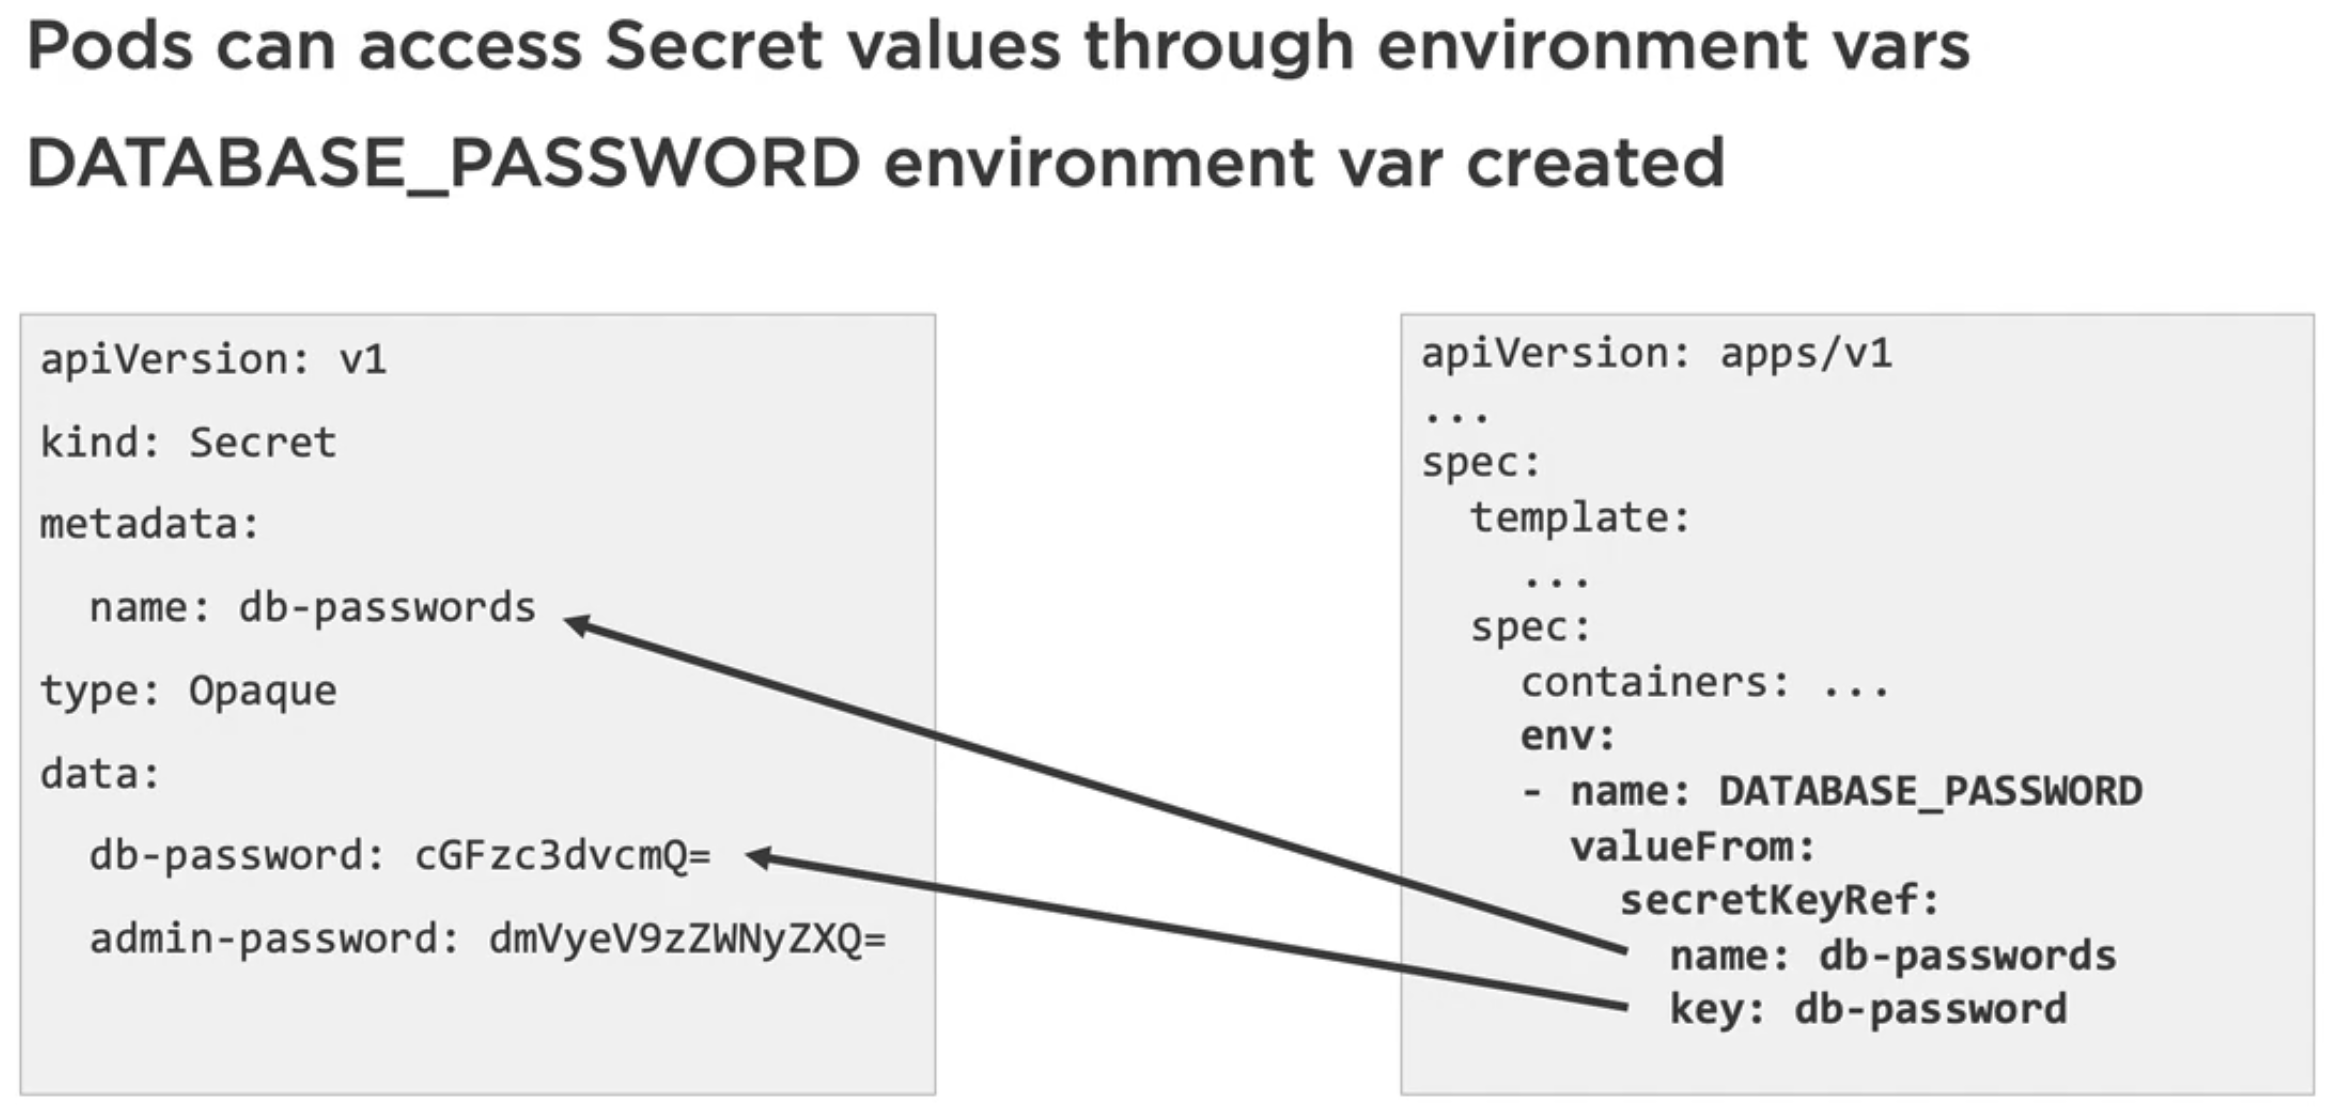 Pods can access Secret values through environment vars
DATABASE_PASSWORD environment var created
apiVersion: v1
kind: Secret
metadata:
  name: db-passwords
type: Opaque
data:
  db-password: cGFzc3dvcmQ=
  admin-password: dmVyeV9zZWNyZXQ=
apiVersion: apps/v1
...
spec:
  template:
    ...
  spec:
    containers: ...
    env:
    - name: DATABASE_PASSWORD
      valueFrom:
        secretKeyRef:
          name: db-passwords
          key: db-password